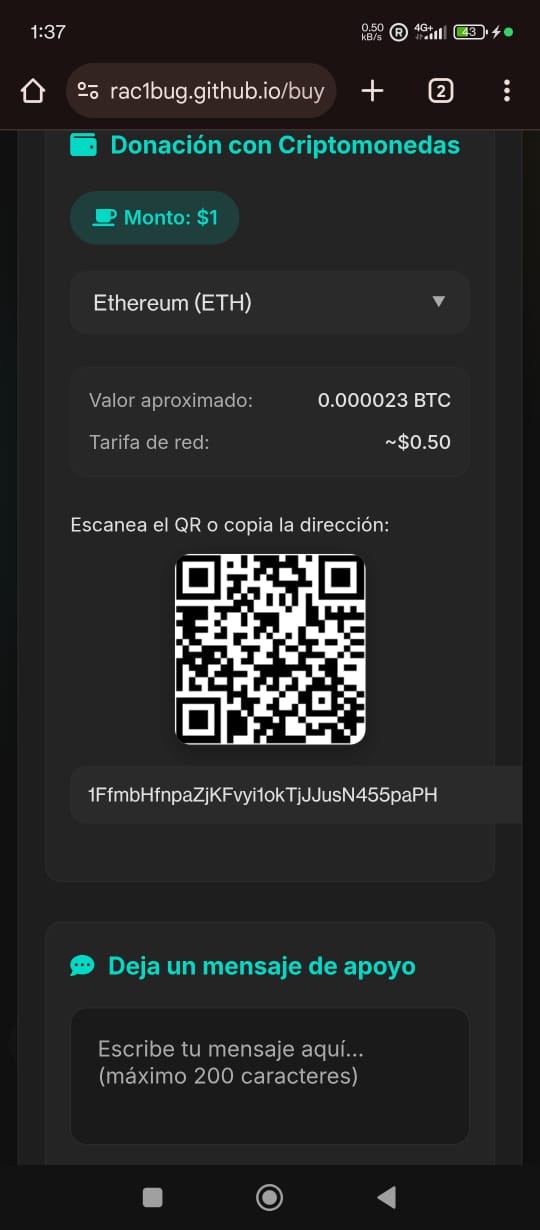 1:37
0.50 kB/s R 4G+ 43
rac1bug.github.io/buy
2
Donación con Criptomonedas
Monto: $1
Ethereum (ETH)
Valor aproximado: 0.000023 BTC
Tarifa de red: ~$0.50
Escanea el QR o copia la dirección:
1FfmbHfnpaZjKFvyi1okTjJJusN455paPH
Deja un mensaje de apoyo
Escribe tu mensaje aquí...
(máximo 200 caracteres)